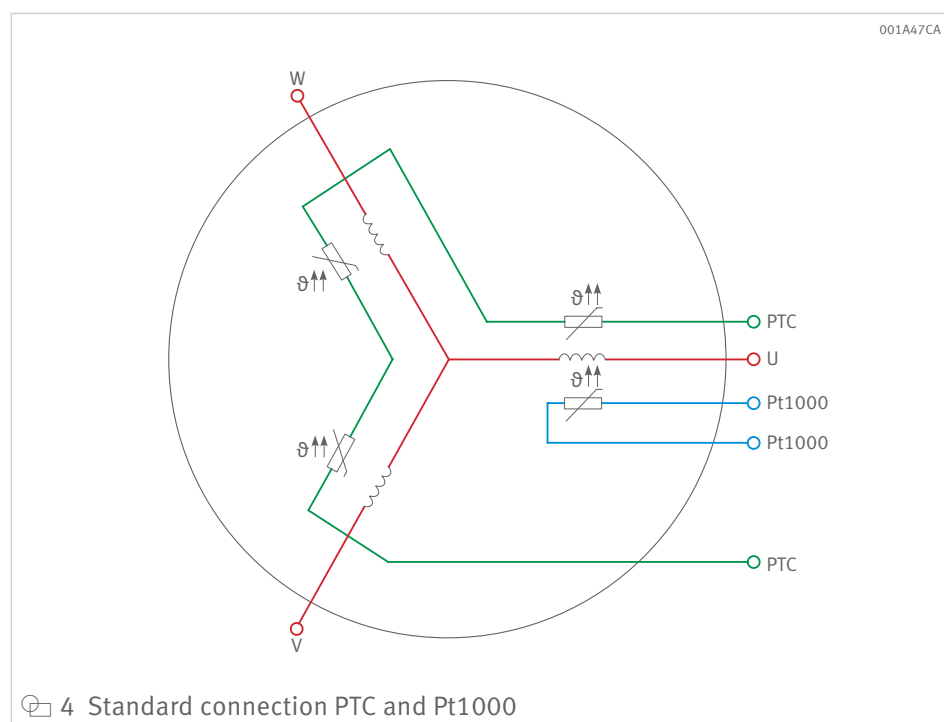 001A47CA
W
ϑ↑↑
ϑ↑↑
PTC
U
ϑ↑↑
Pt1000
Pt1000
ϑ↑↑
PTC
V
4 Standard connection PTC and Pt1000